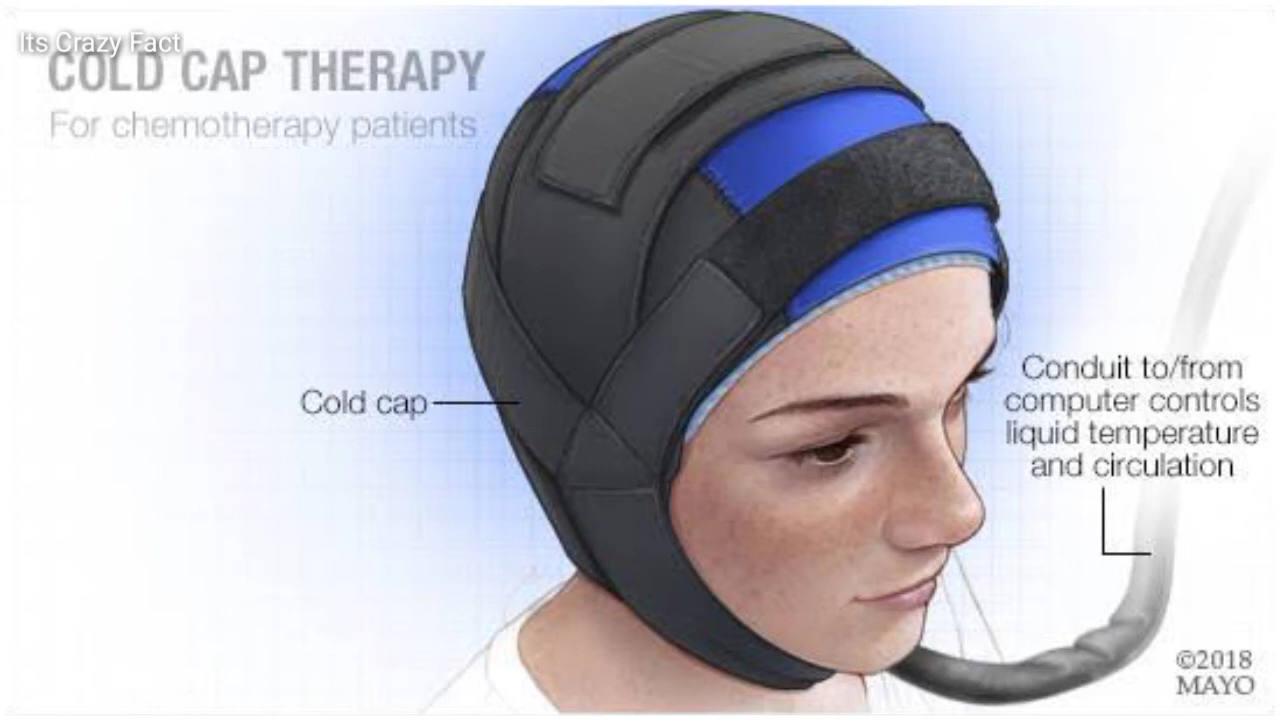 Its Crazy Fact
COLD CAP THERAPY
For chemotherapy patients
Cold cap
Conduit to/from
computer controls
liquid temperature
and circulation
©2018
MAYO